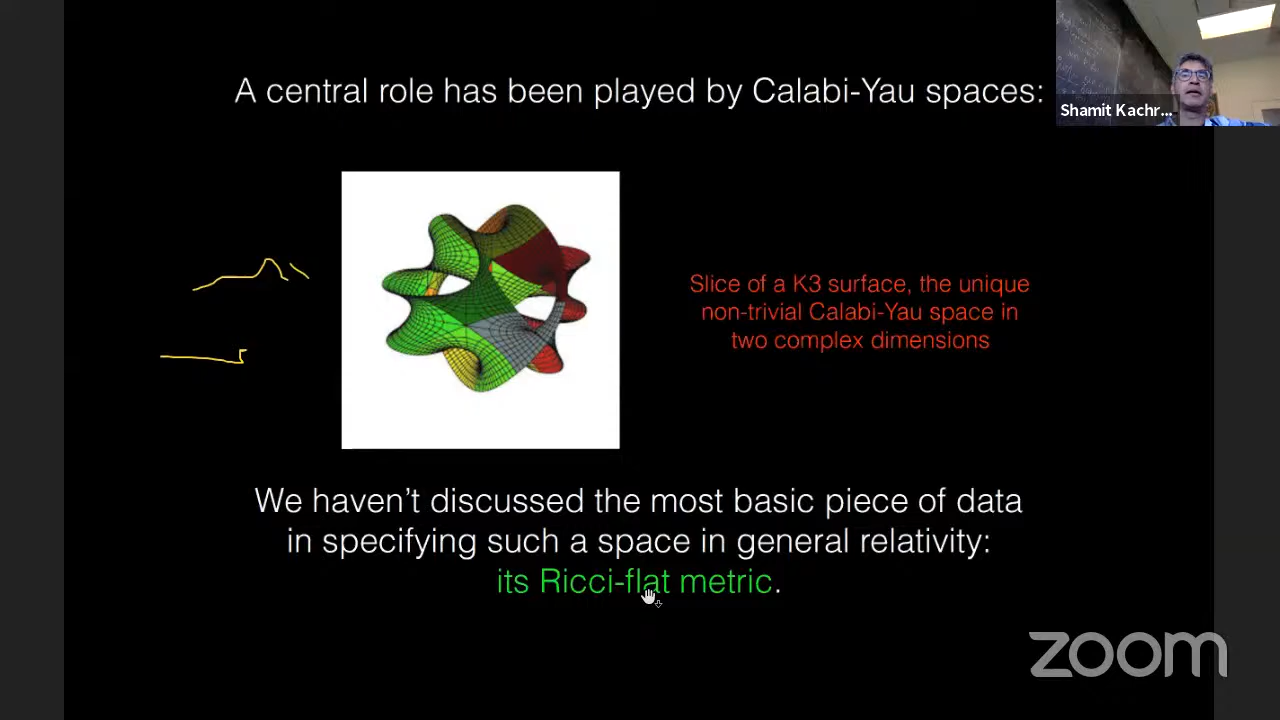 A central role has been played by Calabi-Yau spaces:
Shamit Kachr...
Slice of a K3 surface, the unique
non-trivial Calabi-Yau space in
two complex dimensions
We haven't discussed the most basic piece of data
in specifying such a space in general relativity:
its Ricci-flat metric.
zoom